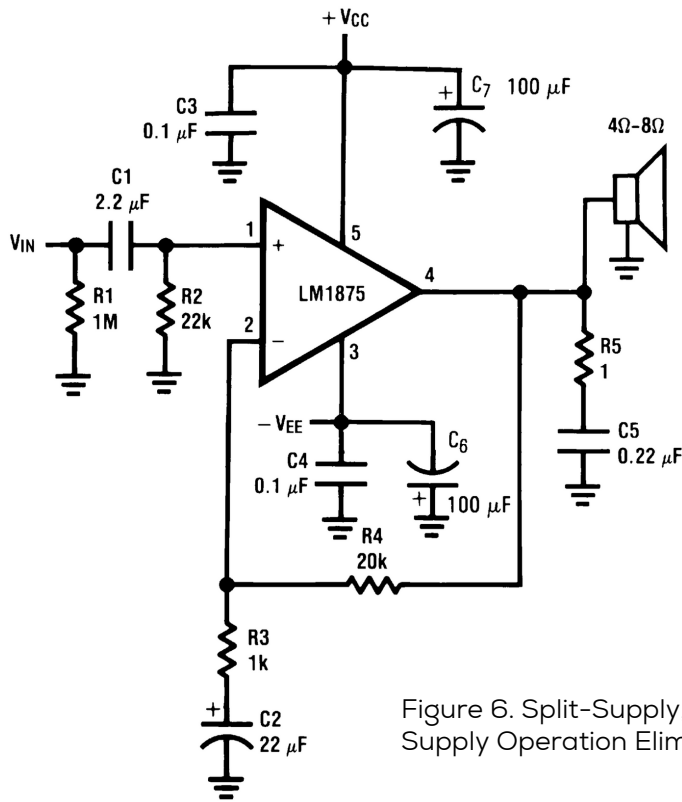 + VCC
C3
0.1 µF
C7 100 µF
4Ω-8Ω
C1
2.2 µF
VIN
R1
1M
R2
22k
1
+
5
LM1875
4
2
−
3
R5
1
C5
0.22 µF
− VEE
C4
0.1 µF
C6
100 µF
+
+
R4
20k
R3
1k
+
C2
22 µF
Figure 6. Split-Supply
Supply Operation Elim